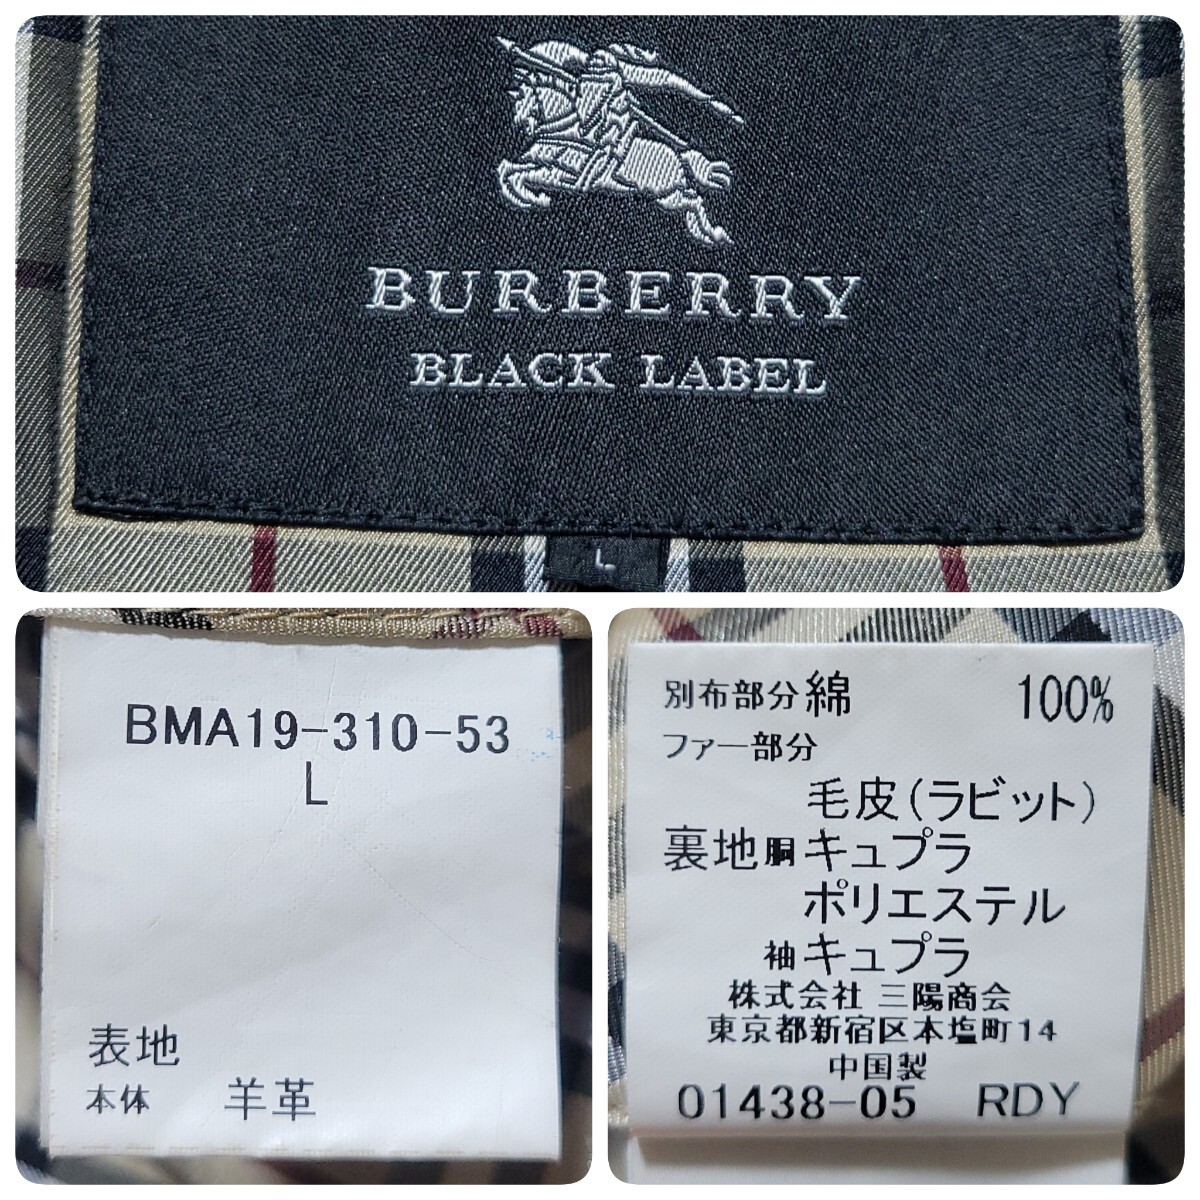 BURBERRY
BLACK LABEL
L
BMA19-310-53
L
表地
本体 羊革
別布部分 綿 100%
ファー部分
毛皮(ラビット)
裏地 胴 キュプラ
ポリエステル
袖 キュプラ
株式会社 三陽商会
東京都新宿区本塩町14
中国製
01438-05 RDY